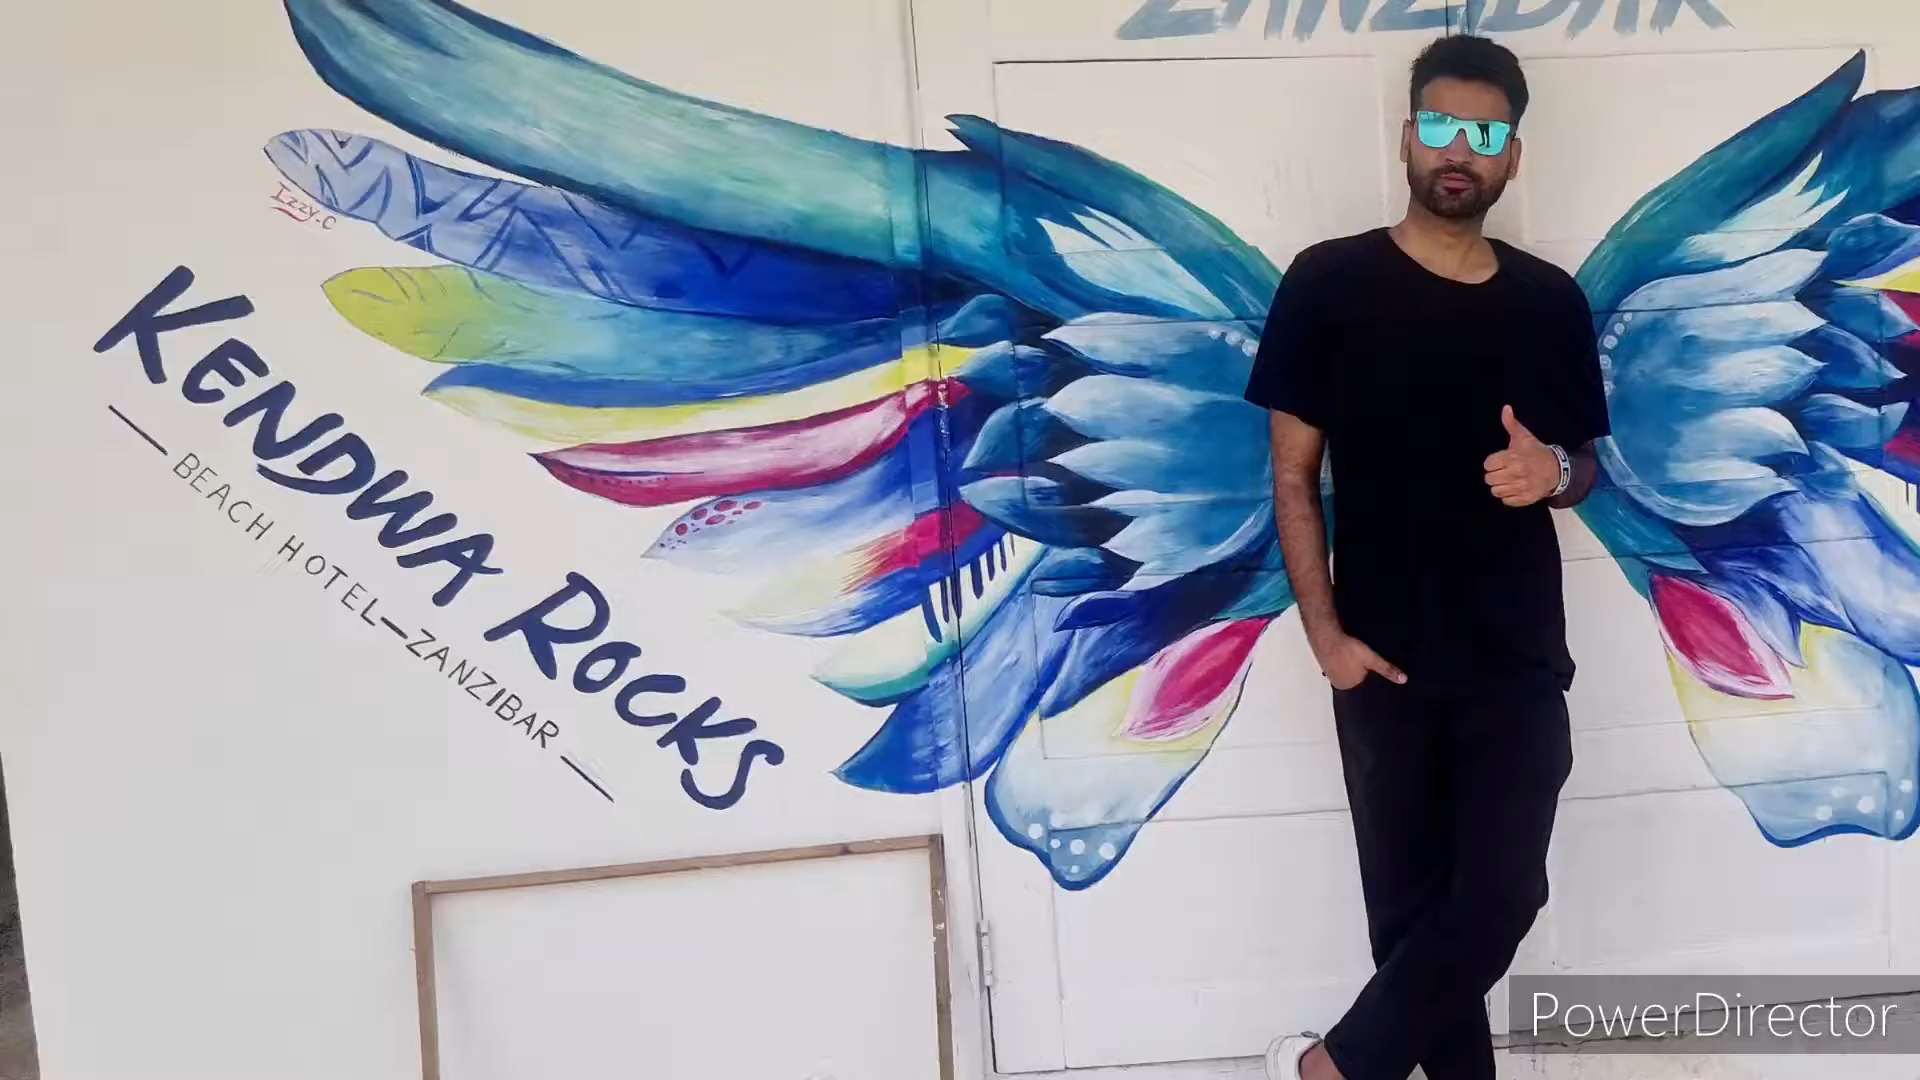 ZANZIBAR
Izzy.C
KENDWA ROCKS
BEACH HOTEL—ZANZIBAR
PowerDirector